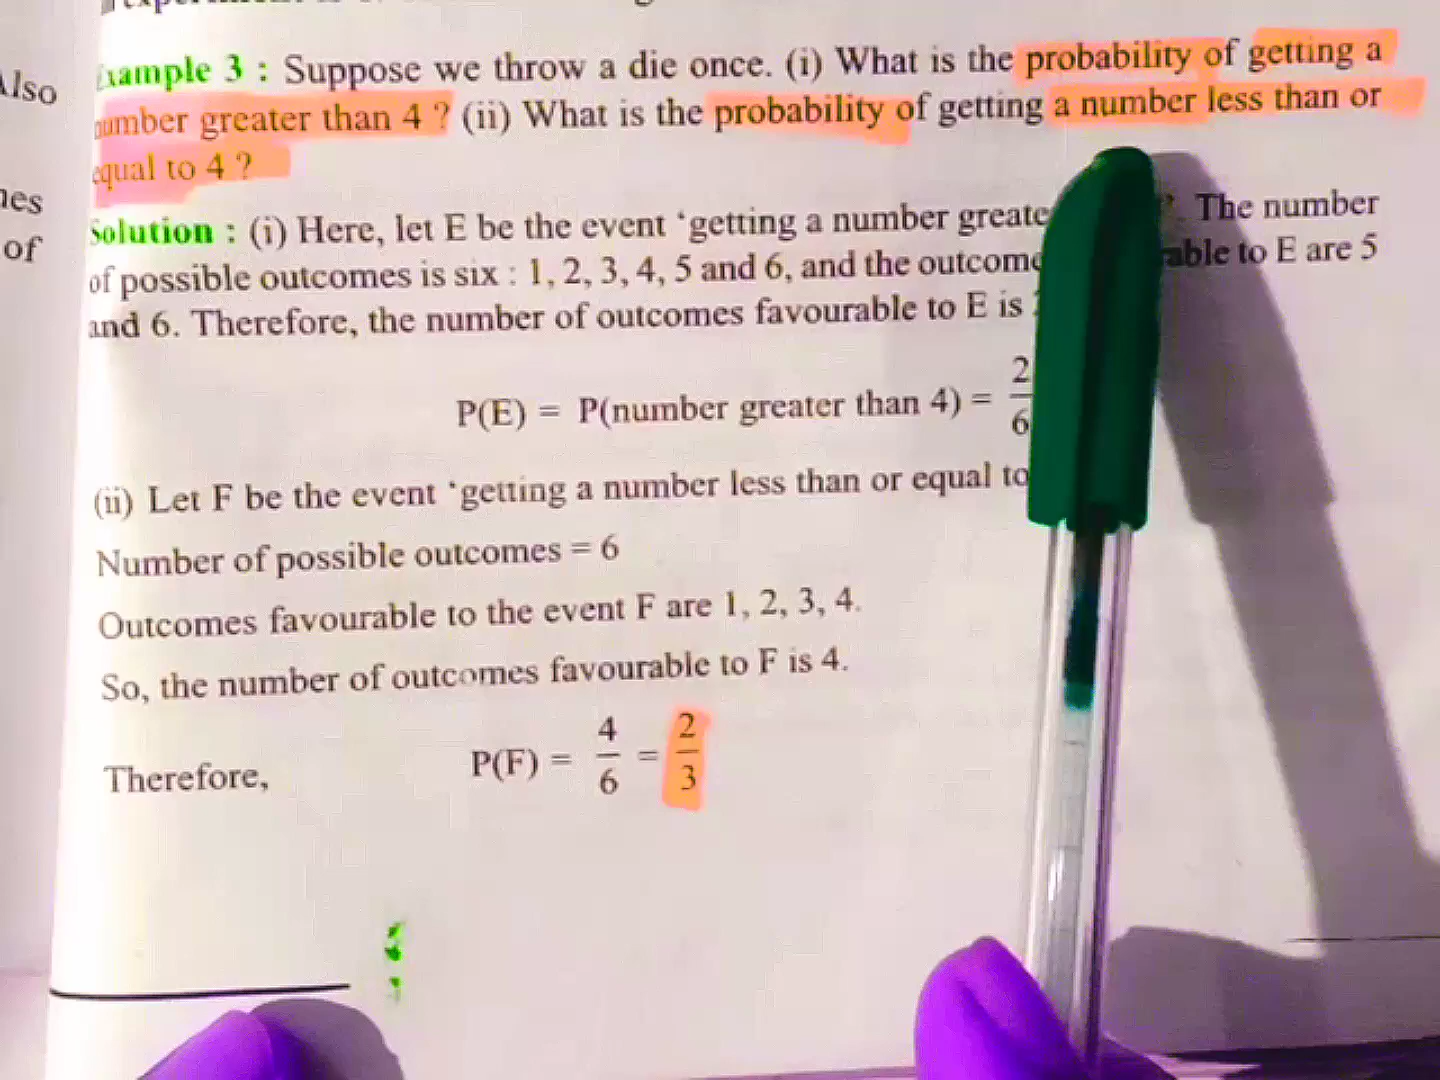 Example 3 : Suppose we throw a die once. (i) What is the probability of getting a
number greater than 4 ? (ii) What is the probability of getting a number less than or
equal to 4 ?
Solution : (i) Here, let E be the event ‘getting a number greate ’. The number
of possible outcomes is six : 1, 2, 3, 4, 5 and 6, and the outcom able to E are 5
and 6. Therefore, the number of outcomes favourable to E is
P(E) = P(number greater than 4) = 2/6
(ii) Let F be the event ‘getting a number less than or equal to
Number of possible outcomes = 6
Outcomes favourable to the event F are 1, 2, 3, 4.
So, the number of outcomes favourable to F is 4.
Therefore, P(F) = 4/6 = 2/3
Also
of